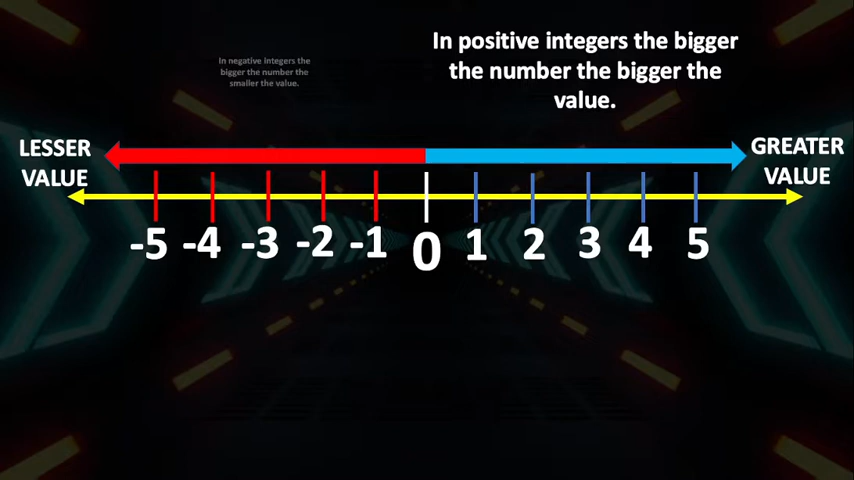 In positive integers the bigger
the number the bigger the
value.
In negative integers the
bigger the number the
smaller the value.
LESSER
VALUE
GREATER
VALUE
-5 -4 -3 -2 -1 0 1 2 3 4 5